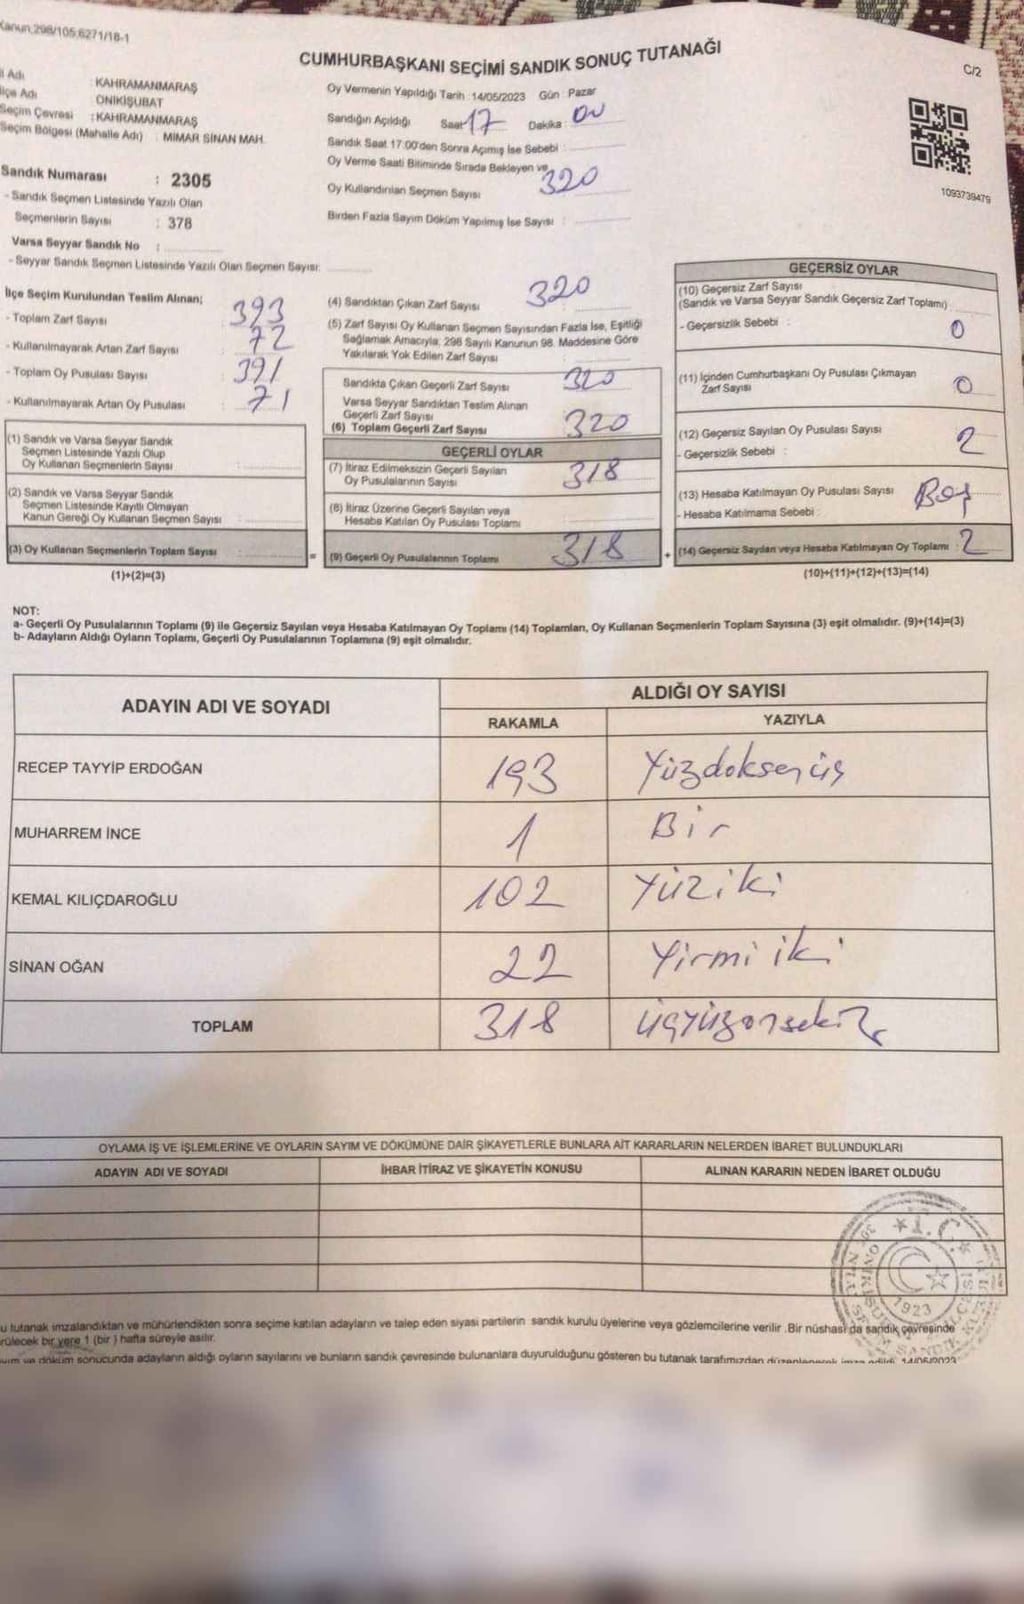 Kanun,298/105,6271/18-1
CUMHURBAŞKANI SEÇİMİ SANDIK SONUÇ TUTANAĞI
C/2
İl Adı : KAHRAMANMARAŞ
İlçe Adı : ONİKİŞUBAT
Seçim Çevresi : KAHRAMANMARAŞ
Seçim Bölgesi (Mahalle Adı) : MİMAR SİNAN MAH.
Sandık Numarası : 2305
- Sandık Seçmen Listesinde Yazılı Olan
Seçmenlerin Sayısı : 378
Varsa Seyyar Sandık No :
- Seyyar Sandık Seçmen Listesinde Yazılı Olan Seçmen Sayısı:
Oy Vermenin Yapıldığı Tarih :14/05/2023 Gün : Pazar
Sandığın Açıldığı Saat 17 Dakika : 00
Sandık Saat 17:00'den Sonra Açımış İse Sebebi :
Oy Verme Saati Bitiminde Sırada Bekleyen ve
Oy Kullandırılan Seçmen Sayısı 320
Birden Fazla Sayım Döküm Yapılmış İse Sayısı :
1093739479
İlçe Seçim Kurulundan Teslim Alınan;
- Toplam Zarf Sayısı : 393
- Kullanılmayarak Artan Zarf Sayısı : 72
- Toplam Oy Pusulası Sayısı : 391
- Kullanılmayarak Artan Oy Pusulası : 71
(1) Sandık ve Varsa Seyyar Sandık
Seçmen Listesinde Yazılı Olup
Oy Kullanan Seçmenlerin Sayısı :
(2) Sandık ve Varsa Seyyar Sandık
Seçmen Listesinde Kayıtlı Olmayan
Kanun Gereği Oy Kullanan Seçmen Sayısı :
(3) Oy Kullanan Seçmenlerin Toplam Sayısı :
(1)+(2)=(3)
(4) Sandıktan Çıkan Zarf Sayısı : 320
(5) Zarf Sayısı Oy Kullanan Seçmen Sayısından Fazla İse, Eşitliği
Sağlamak Amacıyla, 298 Sayılı Kanunun 98. Maddesine Göre
Yakılarak Yok Edilen Zarf Sayısı :
Sandıkta Çıkan Geçerli Zarf Sayısı : 320
Varsa Seyyar Sandıktan Teslim Alınan
Geçerli Zarf Sayısı
(6) Toplam Geçerli Zarf Sayısı : 320
GEÇERLİ OYLAR
(7) İtiraz Edilmeksizin Geçerli Sayılan
Oy Pusulalarının Sayısı : 318
(8) İtiraz Üzerine Geçerli Sayılan veya
Hesaba Katılan Oy Pusulası Toplamı :
= (9) Geçerli Oy Pusulalarının Toplamı : 318
GEÇERSİZ OYLAR
(10) Geçersiz Zarf Sayısı
(Sandık ve Varsa Seyyar Sandık Geçersiz Zarf Toplamı)
- Geçersizlik Sebebi : 0
(11) İçinden Cumhurbaşkanı Oy Pusulası Çıkmayan
Zarf Sayısı 0
(12) Geçersiz Sayılan Oy Pusulası Sayısı : 2
- Geçersizlik Sebebi :
(13) Hesaba Katılmayan Oy Pusulası Sayısı : Boş
- Hesaba Katılmama Sebebi :
+ (14) Geçersiz Sayılan veya Hesaba Katılmayan Oy Toplamı : 2
(10)+(11)+(12)+(13)=(14)
NOT:
a- Geçerli Oy Pusulalarının Toplamı (9) ile Geçersiz Sayılan veya Hesaba Katılmayan Oy Toplamı (14) Toplamları, Oy Kullanan Seçmenlerin Toplam Sayısına (3) eşit olmalıdır. (9)+(14)=(3)
b- Adayların Aldığı Oyların Toplamı, Geçerli Oy Pusulalarının Toplamına (9) eşit olmalıdır.
ADAYIN ADI VE SOYADI
ALDIĞI OY SAYISI
RAKAMLA YAZIYLA
RECEP TAYYİP ERDOĞAN 193 Yüzdoksanüç
MUHARREM İNCE 1 Bir
KEMAL KILIÇDAROĞLU 102 Yüziki
SİNAN OĞAN 22 Yirmi iki
TOPLAM 318 üçyüzonsekiz
OYLAMA İŞ VE İŞLEMLERİNE VE OYLARIN SAYIM VE DÖKÜMÜNE DAİR ŞİKAYETLERLE BUNLARA AİT KARARLARIN NELERDEN İBARET BULUNDUKLARI
ADAYIN ADI VE SOYADI İHBAR İTİRAZ VE ŞİKAYETİN KONUSU ALINAN KARARIN NEDEN İBARET OLDUĞU
T.C.
1923
u tutanak imzalandıktan ve mühürlendikten sonra seçime katılan adayların ve talep eden siyasi partilerin sandık kurulu üyelerine veya gözlemcilerine verilir .Bir nüshası da sandık çevresinde
rülecek bir yere 1 (bir ) hafta süreyle asılır.
yım ve döküm sonucunda adayların aldığı oyların sayılarını ve bunların sandık çevresinde bulunanlara duyurulduğunu gösteren bu tutanak tarafımızdan düzenlenerek imza edildi. 14/05/2023